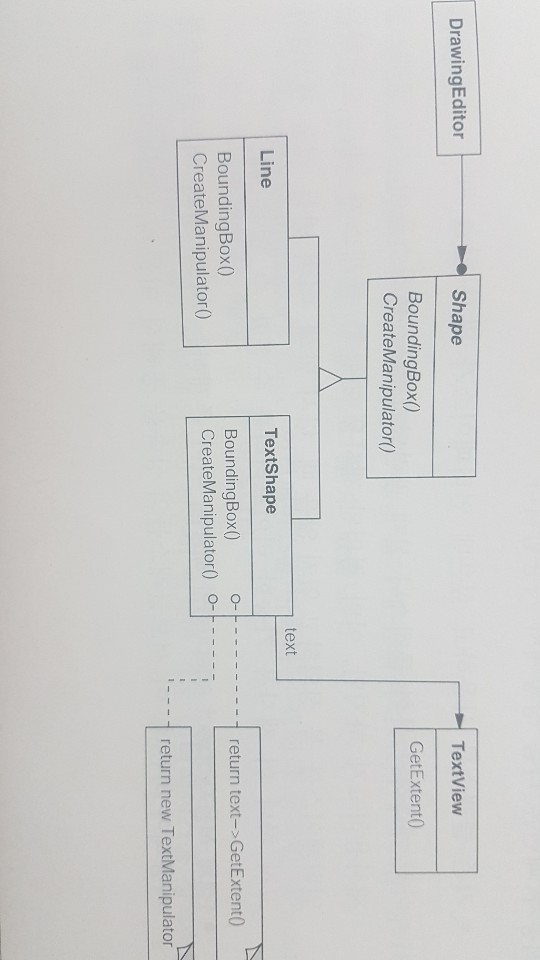 DrawingEditor
Shape
BoundingBox()
CreateManipulator()
TextView
GetExtent()
Line
BoundingBox()
CreateManipulator()
TextShape
BoundingBox()
CreateManipulator()
text
return text–>GetExtent()
return new TextManipulator